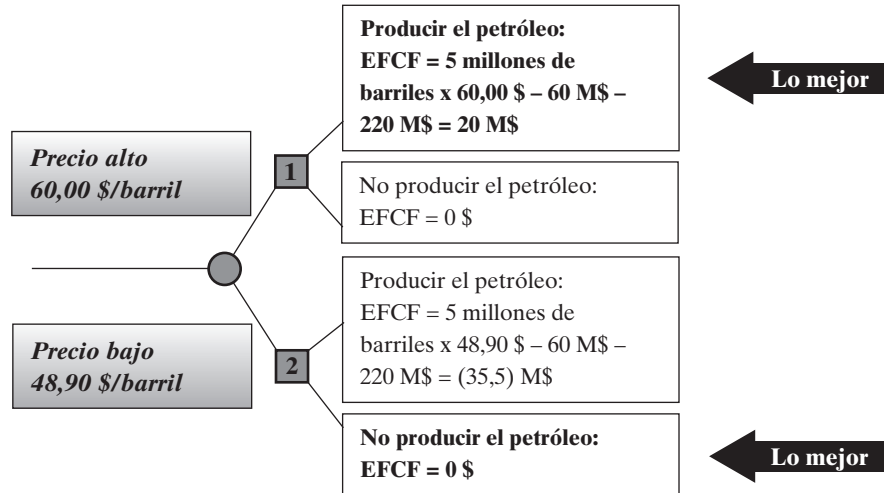 Producir el petróleo:
EFCF = 5 millones de
barriles x 60,00 $ – 60 M$ –
220 M$ = 20 M$
Lo mejor
Precio alto
60,00 $/barril
1
No producir el petróleo:
EFCF = 0 $
Producir el petróleo:
EFCF = 5 millones de
barriles x 48,90 $ – 60 M$ –
220 M$ = (35,5) M$
Precio bajo
48,90 $/barril
2
No producir el petróleo:
EFCF = 0 $
Lo mejor